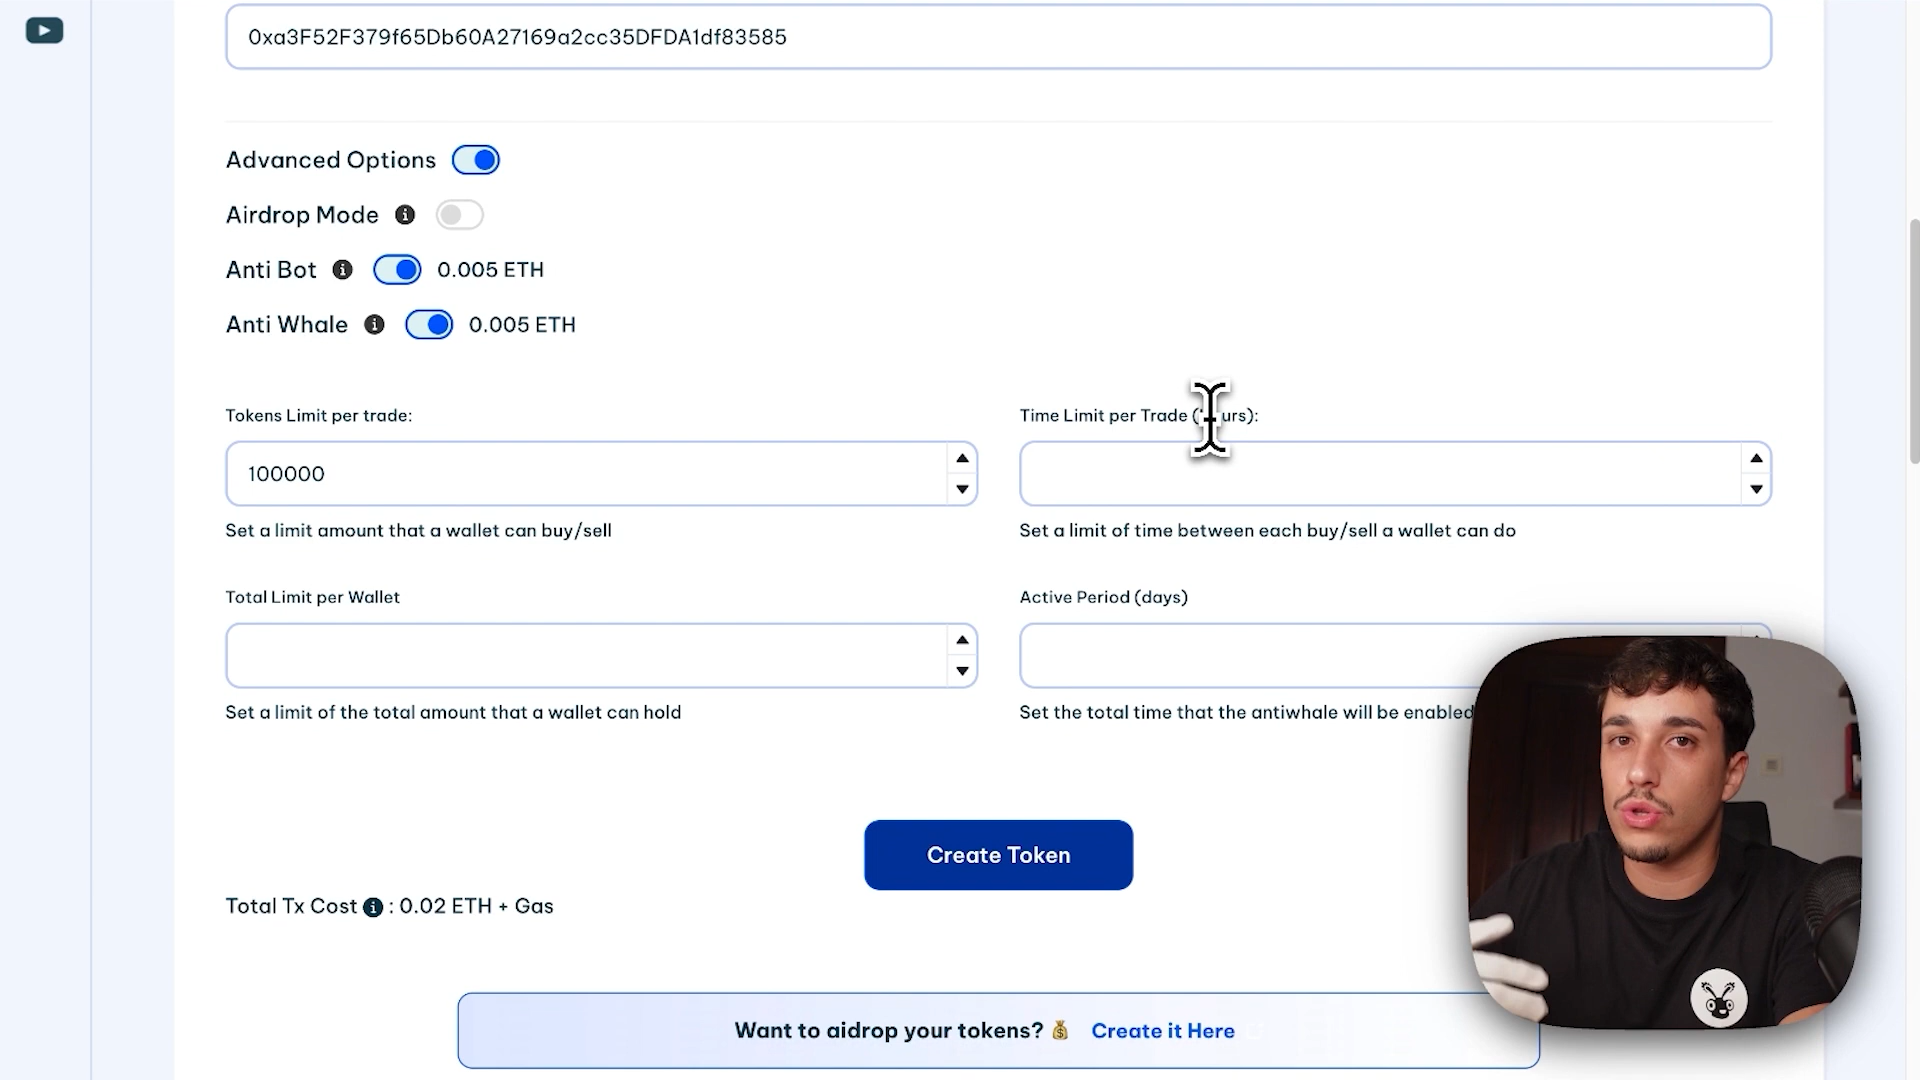 0xa3F52F379f65Db60A27169a2cc35DFDA1df83585
Advanced Options
Airdrop Mode
Anti Bot 0.005 ETH
Anti Whale 0.005 ETH
Tokens Limit per trade:
100000
Set a limit amount that a wallet can buy/sell
Time Limit per Trade (
urs):
Set a limit of time between each buy/sell a wallet can do
Total Limit per Wallet
Set a limit of the total amount that a wallet can hold
Active Period (days)
Set the total time that the antiwhale will be enabled
Create Token
Total Tx Cost : 0.02 ETH + Gas
Want to aidrop your tokens? 💰 Create it Here